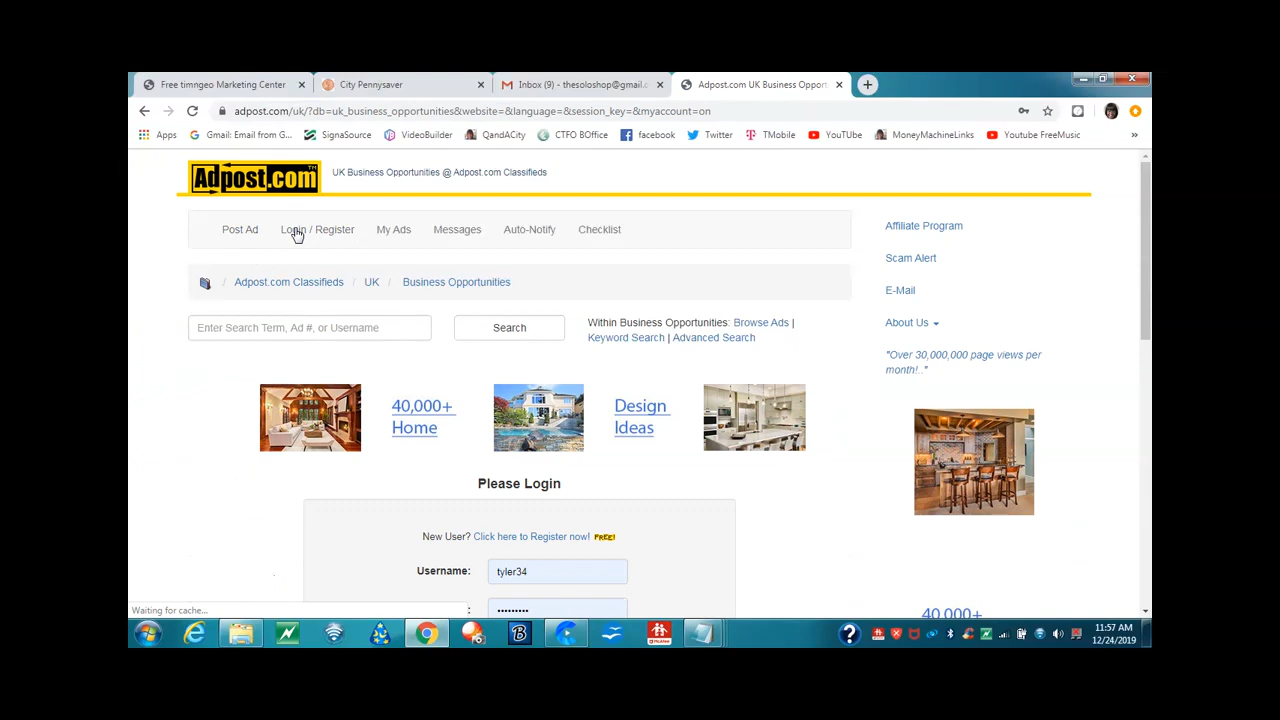 Free timngeo Marketing Center
City Pennysaver
Inbox (9) - thesoloshop@gmail.c
Adpost.com UK Business Opport
adpost.com/uk/?db=uk_business_opportunities&website=&language=&session_key=&myaccount=on
Apps
Gmail: Email from G...
SignaSource
VideoBuilder
QandACity
CTFO BOffice
facebook
Twitter
TMobile
YouTUbe
MoneyMachineLinks
Youtube FreeMusic
»
Adpost.com™
UK Business Opportunities @ Adpost.com Classifieds
Post Ad
Login / Register
My Ads
Messages
Auto-Notify
Checklist
Affiliate Program
Scam Alert
E-Mail
About Us
"Over 30,000,000 page views per
month!.."
/ Adpost.com Classifieds / UK / Business Opportunities
Enter Search Term, Ad #, or Username
Search
Within Business Opportunities: Browse Ads |
Keyword Search | Advanced Search
40,000+
Home
Design
Ideas
Please Login
New User? Click here to Register now! FREE!
Username:
tyler34
:
•••••••••
40,000+
Waiting for cache...
11:57 AM
12/24/2019